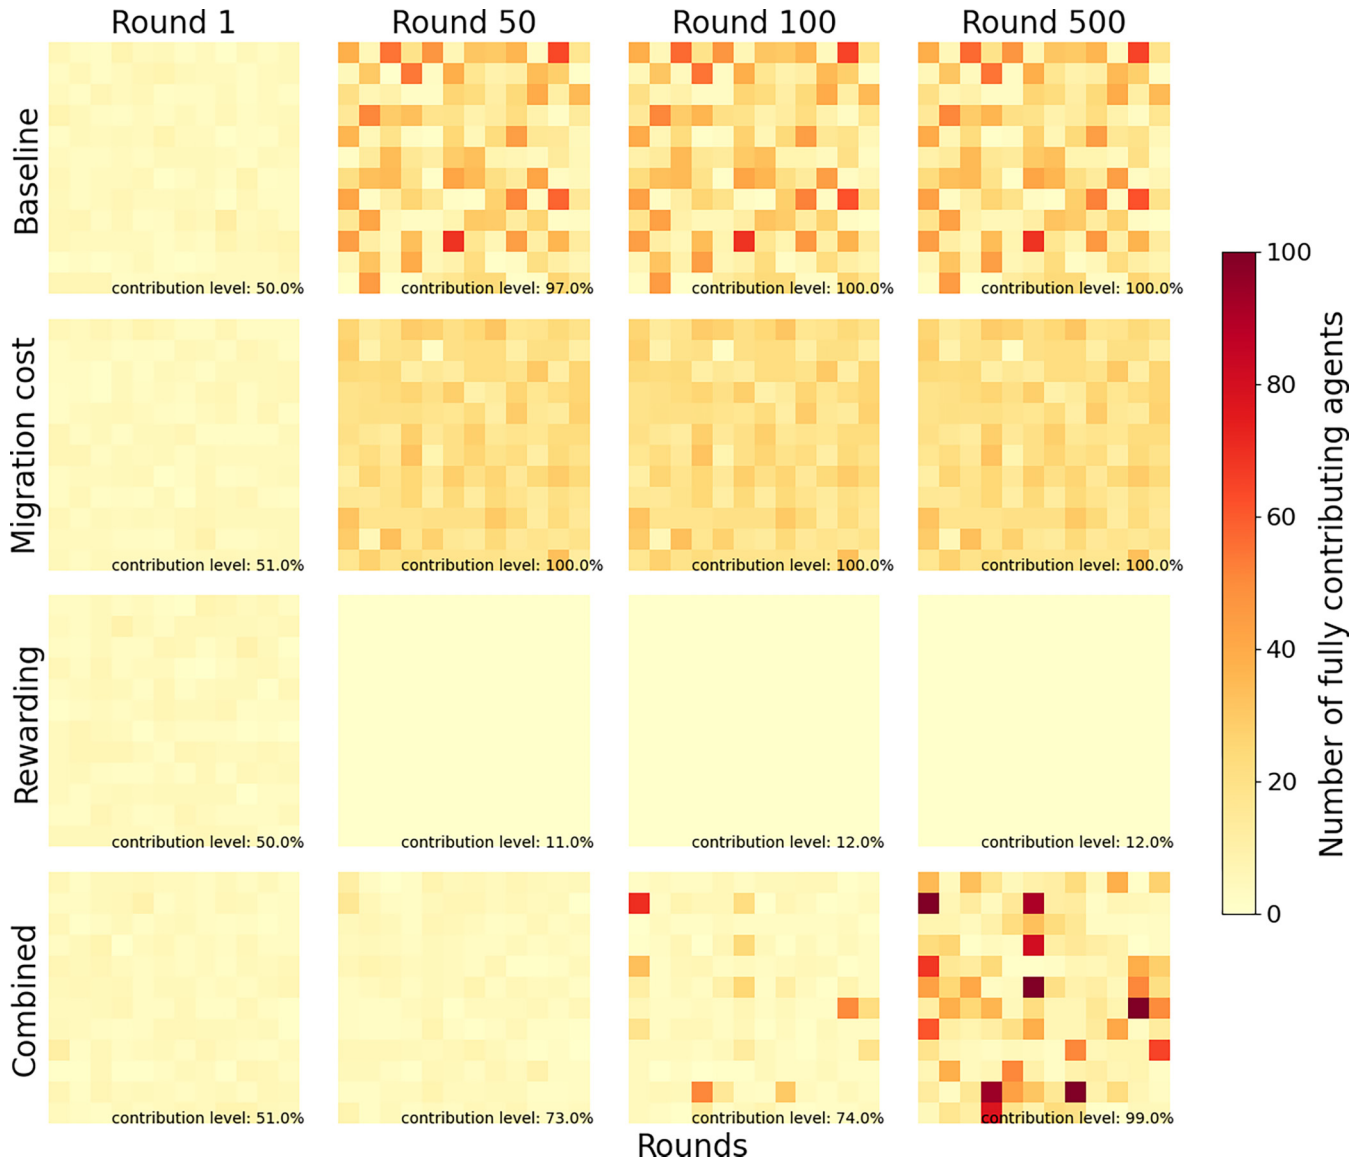 Round 1
Round 50
Round 100
Round 500
Baseline
contribution level: 50.0%
contribution level: 97.0%
contribution level: 100.0%
contribution level: 100.0%
Migration cost
contribution level: 51.0%
contribution level: 100.0%
contribution level: 100.0%
contribution level: 100.0%
Rewarding
contribution level: 50.0%
contribution level: 11.0%
contribution level: 12.0%
contribution level: 12.0%
Combined
contribution level: 51.0%
contribution level: 73.0%
contribution level: 74.0%
contribution level: 99.0%
Rounds
100
80
60
40
20
0
Number of fully contributing agents